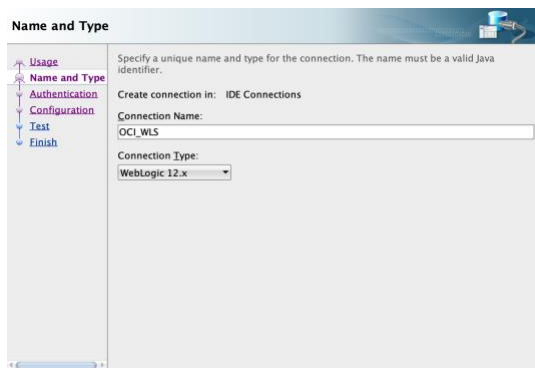 Name and Type
Usage
Name and Type
Authentication
Configuration
Test
Finish
Specify a unique name and type for the connection. The name must be a valid Java
identifier.
Create connection in: IDE Connections
Connection Name:
OCI_WLS
Connection Type:
WebLogic 12.x